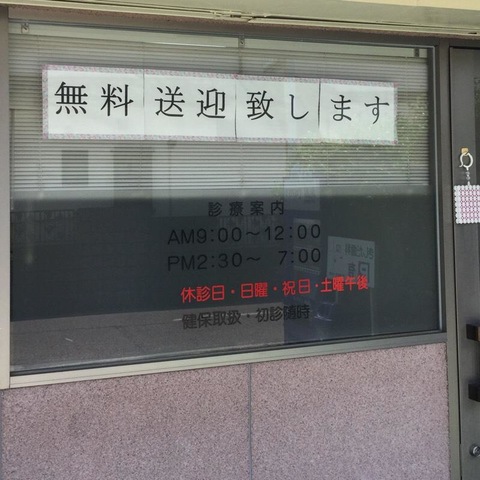 無料送迎致します
診療案内
AM9:00～12:00
PM2:30～ 7:00
休診日・日曜・祝日・土曜午後
健保取扱・初診随時